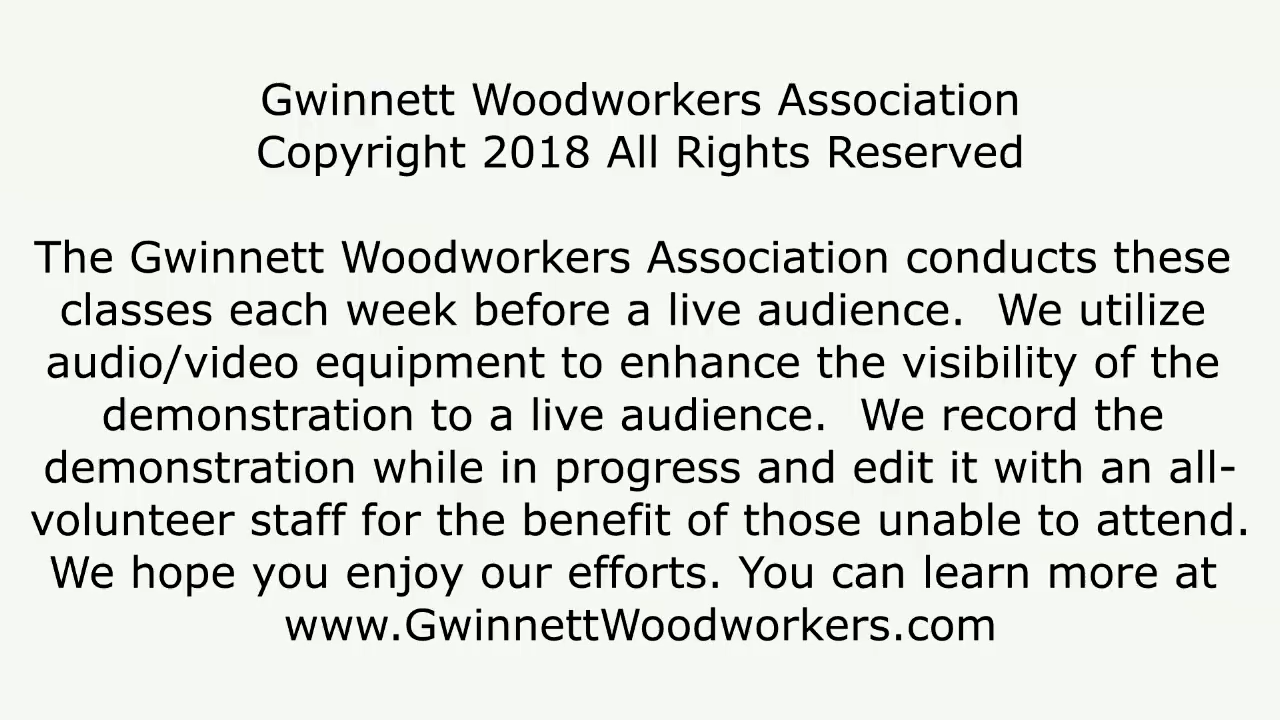 Gwinnett Woodworkers Association
Copyright 2018 All Rights Reserved
The Gwinnett Woodworkers Association conducts these
classes each week before a live audience.  We utilize
audio/video equipment to enhance the visibility of the
demonstration to a live audience.  We record the
demonstration while in progress and edit it with an all-
volunteer staff for the benefit of those unable to attend.
We hope you enjoy our efforts. You can learn more at
www.GwinnettWoodworkers.com